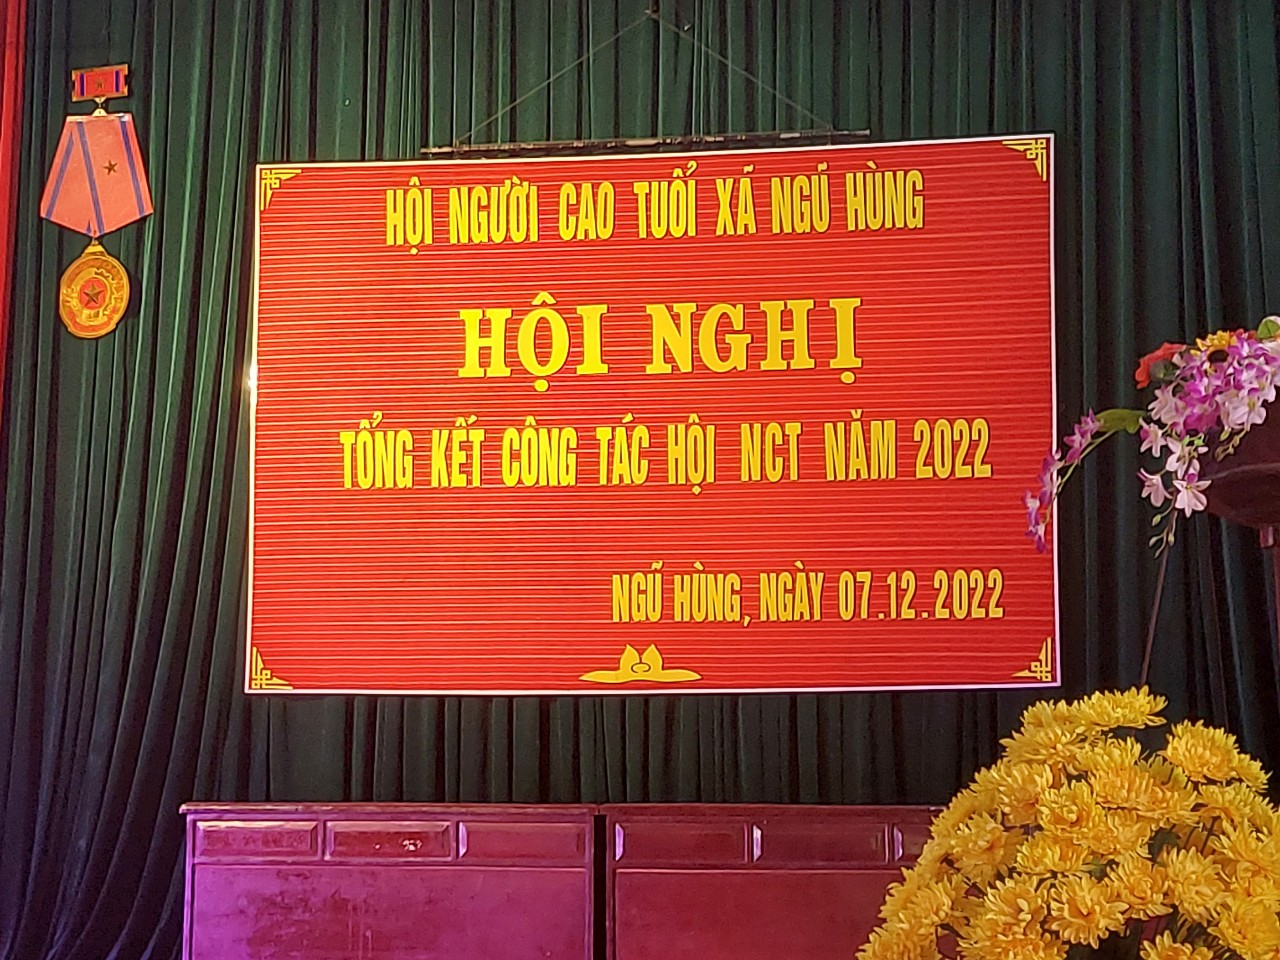 HỘI NGƯỜI CAO TUỔI XÃ NGŨ HÙNG
HỘI NGHỊ
TỔNG KẾT CÔNG TÁC HỘI NCT NĂM 2022
NGŨ HÙNG, NGÀY 07.12.2022